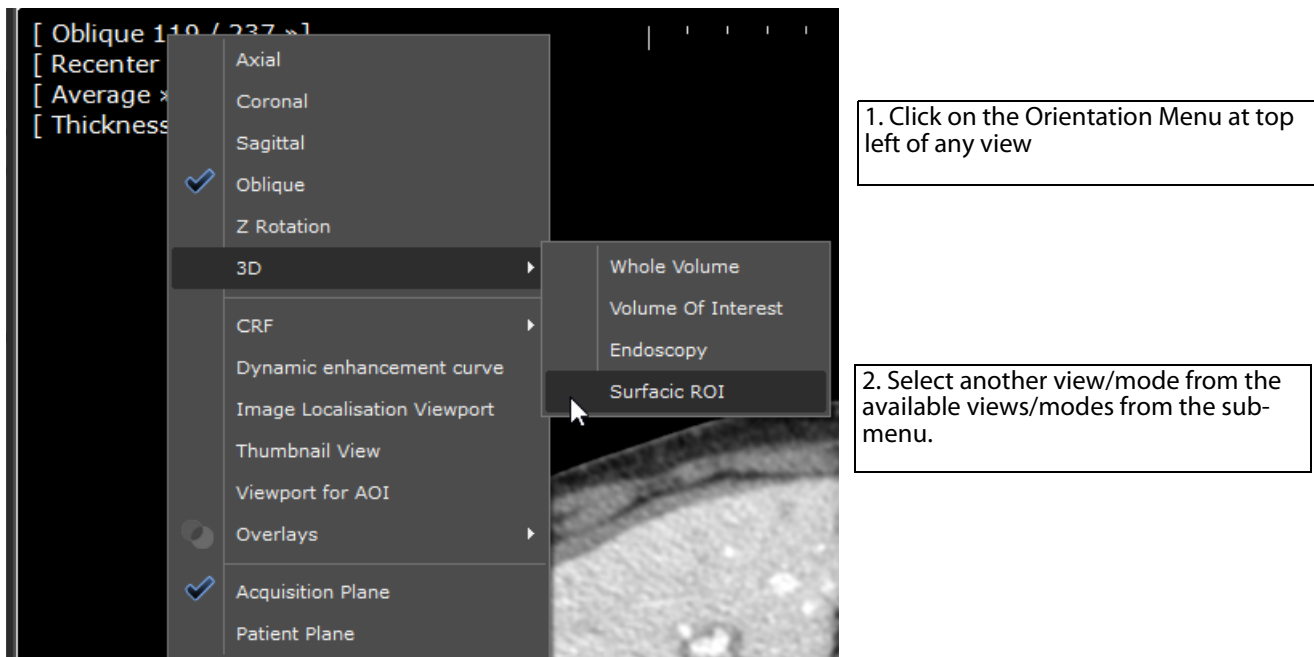 [ Oblique 119 / 237 »]
[ Recenter
[ Average »
[ Thickness
Axial
Coronal
Sagittal
Oblique
Z Rotation
3D
CRF
Dynamic enhancement curve
Image Localisation Viewport
Thumbnail View
Viewport for AOI
Overlays
Acquisition Plane
Patient Plane
Whole Volume
Volume Of Interest
Endoscopy
Surfacic ROI
1. Click on the Orientation Menu at top
left of any view
2. Select another view/mode from the
available views/modes from the sub-
menu.